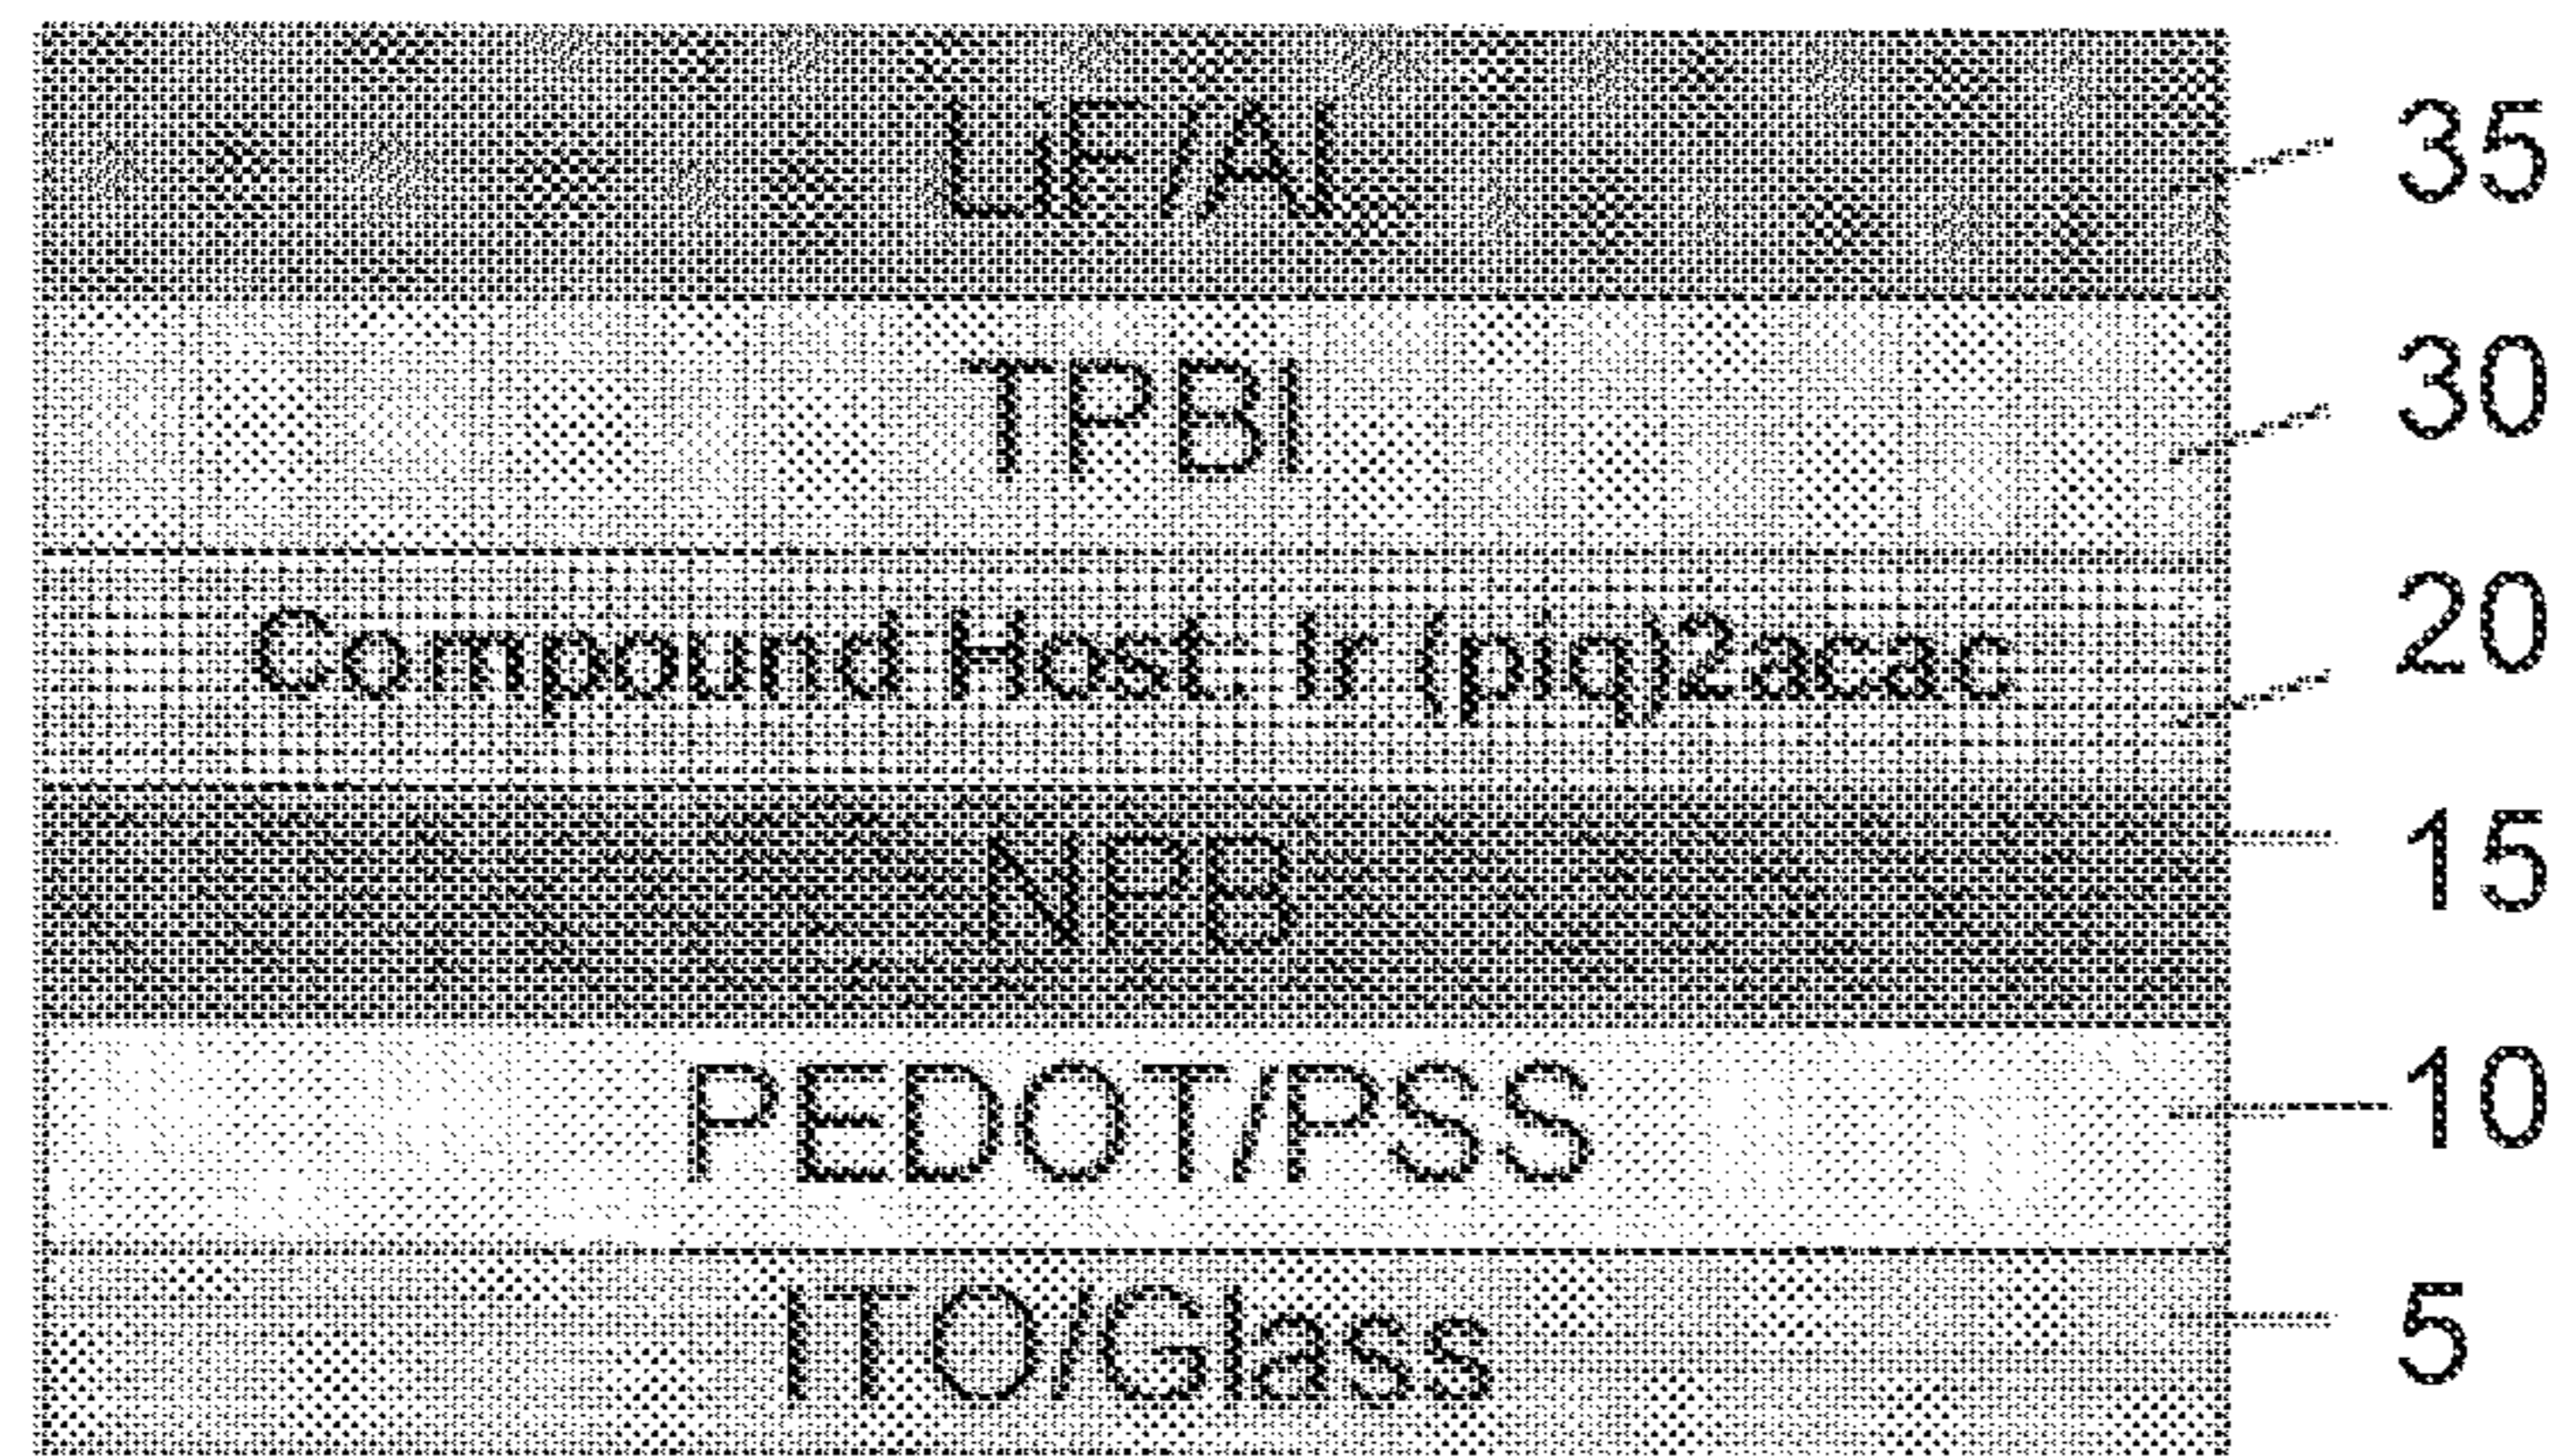 LiF/Al 35
TPBI 30
Compound Host: Ir (piq)2acac 20
NPB 15
PEDOT/PSS 10
ITO/Glass 5